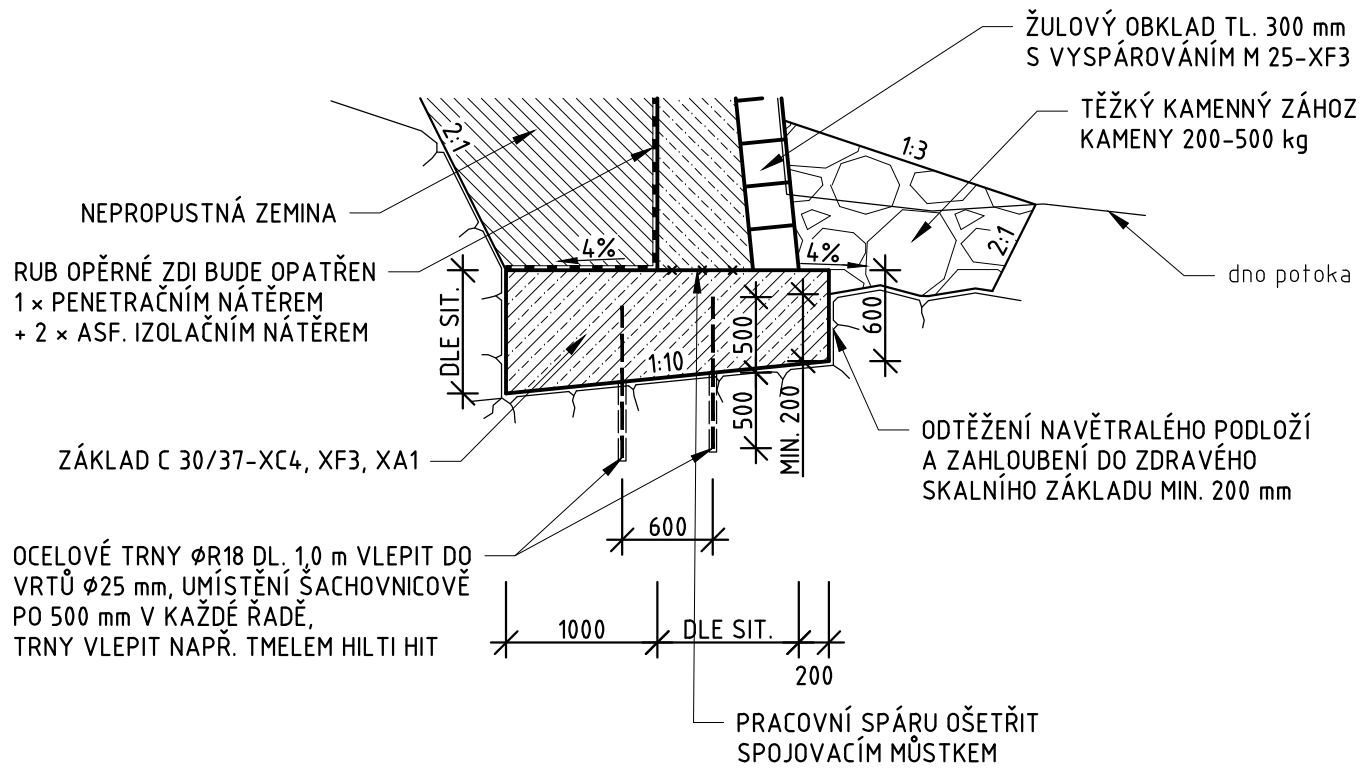 ŽULOVÝ OBKLAD TL. 300 mm
S VYSPÁROVÁNÍM M 25-XF3
TĚŽKÝ KAMENNÝ ZÁHOZ
KAMENY 200-500 kg
2:1
1:3
NEPROPUSTNÁ ZEMINA
4%
4%
2:1
dno potoka
RUB OPĚRNÉ ZDI BUDE OPATŘEN
1 × PENETRAČNÍM NÁTĚREM
+ 2 × ASF. IZOLAČNÍM NÁTĚREM
DLE SIT.
1:10
500
500
MIN. 200
600
ZÁKLAD C 30/37-XC4, XF3, XA1
ODTĚŽENÍ NAVĚTRALÉHO PODLOŽÍ
A ZAHLOUBENÍ DO ZDRAVÉHO
SKALNÍHO ZÁKLADU MIN. 200 mm
600
OCELOVÉ TRNY ØR18 DL. 1,0 m VLEPIT DO
VRTŮ Ø25 mm, UMÍSTĚNÍ ŠACHOVNICOVĚ
PO 500 mm V KAŽDÉ ŘADĚ,
TRNY VLEPIT NAPŘ. TMELEM HILTI HIT
1000
DLE SIT.
200
PRACOVNÍ SPÁRU OŠETŘIT
SPOJOVACÍM MŮSTKEM